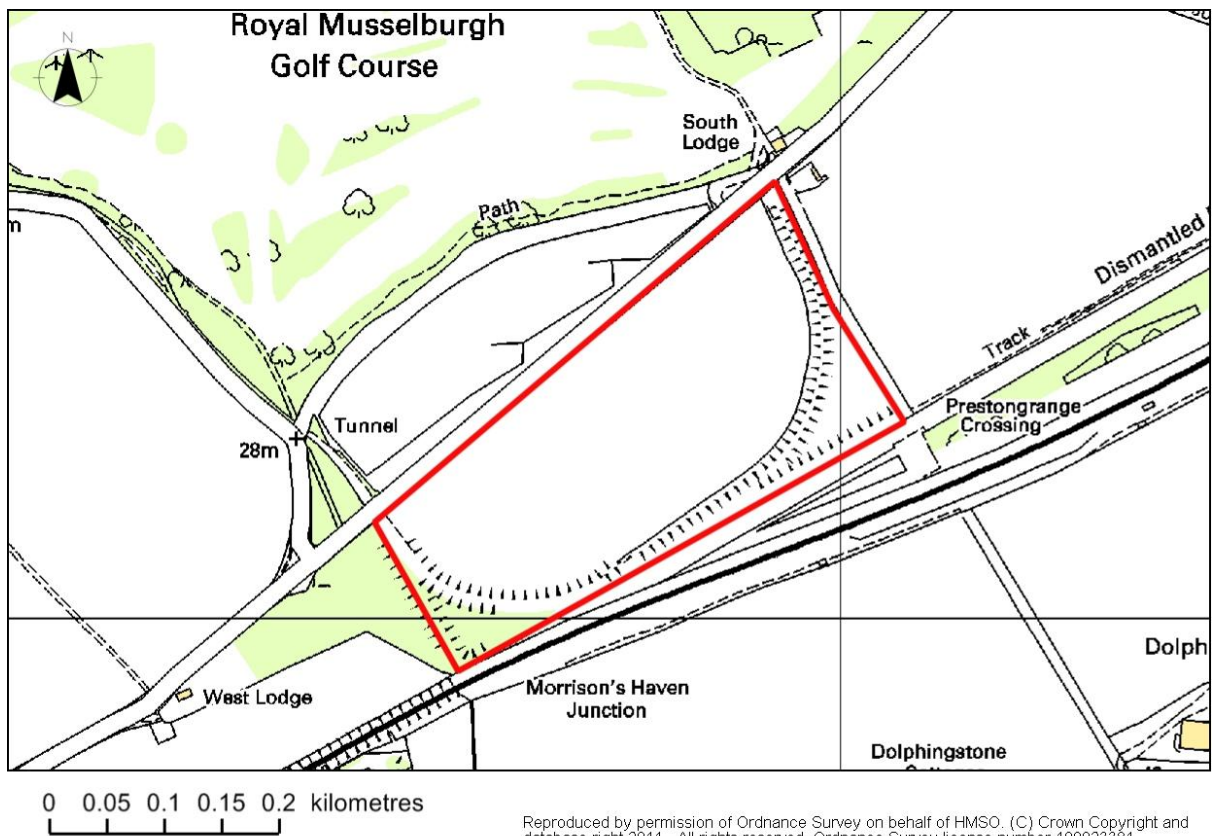 Royal Musselburgh
Golf Course
N
South
Lodge
Path
m
Dismantled
Track
Tunnel
28m
Prestongrange
Crossing
West Lodge
Morrison's Haven
Junction
Dolph
Dolphingstone
0 0.05 0.1 0.15 0.2 kilometres
Reproduced by permission of Ordnance Survey on behalf of HMSO. (C) Crown Copyright and